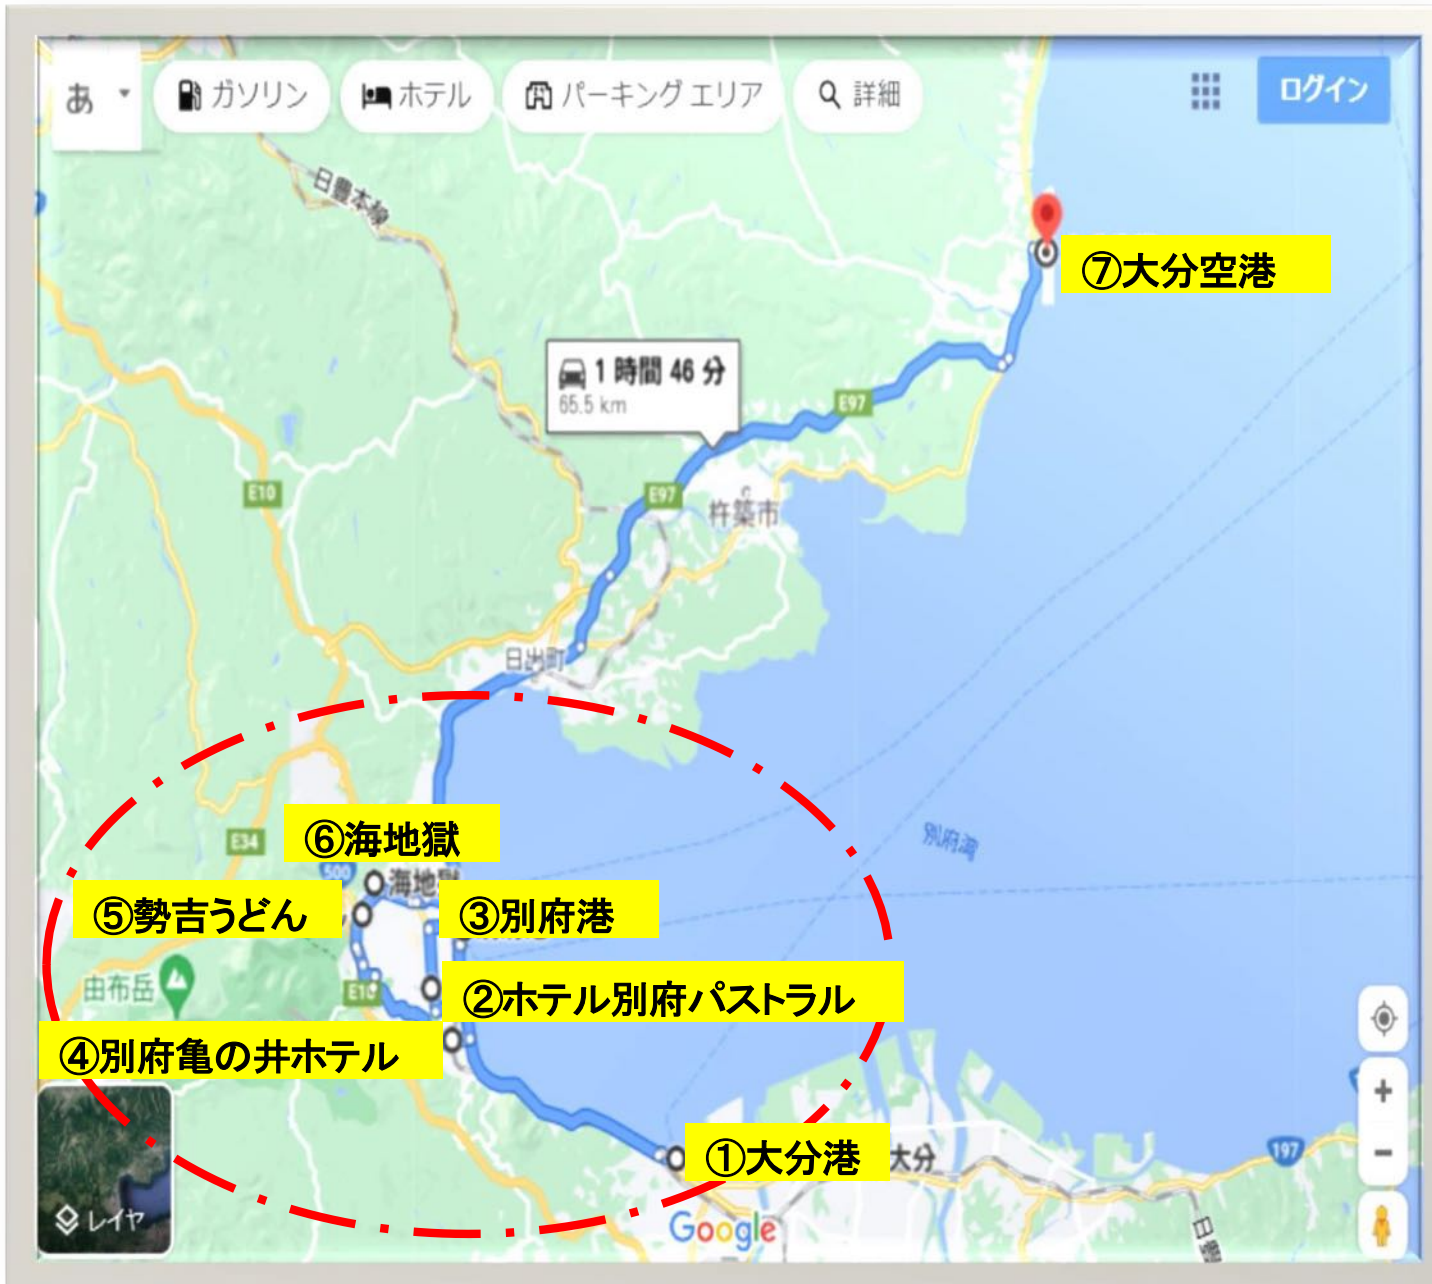 あ
ガソリン
ホテル
パーキング エリア
詳細
ログイン
日豊本線
⑦大分空港
1 時間 46 分
65.5 km
E97
E10
E97
杵築市
日出町
⑥海地獄
E34
別府湾
500
海地獄
⑤勢吉うどん
③別府港
由布岳
E10
②ホテル別府パストラル
④別府亀の井ホテル
①大分港
大分
197
レイヤ
Google
日豊